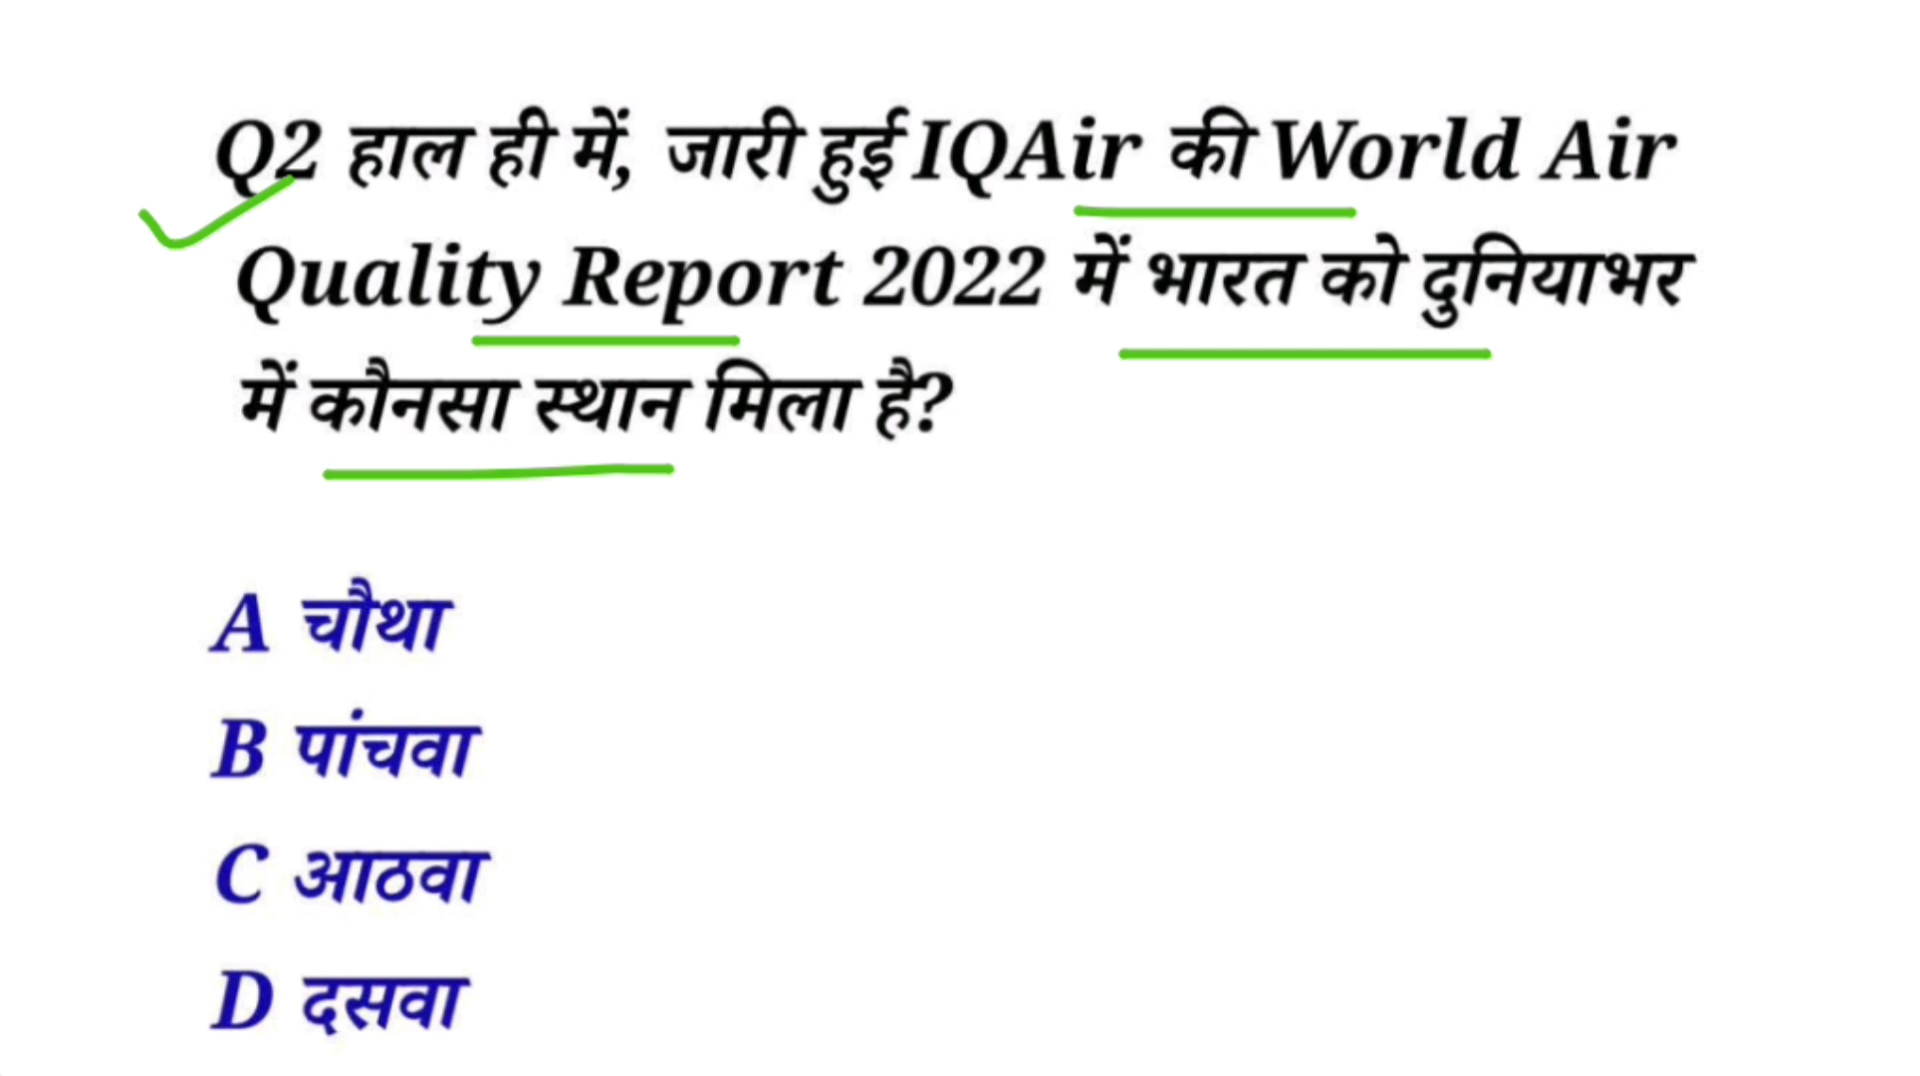 Q2 हाल ही में, जारी हुई IQAir की World Air
Quality Report 2022 में भारत को दुनियाभर
में कौनसा स्थान मिला है?
A चौथा
B पांचवा
C आठवा
D दसवा